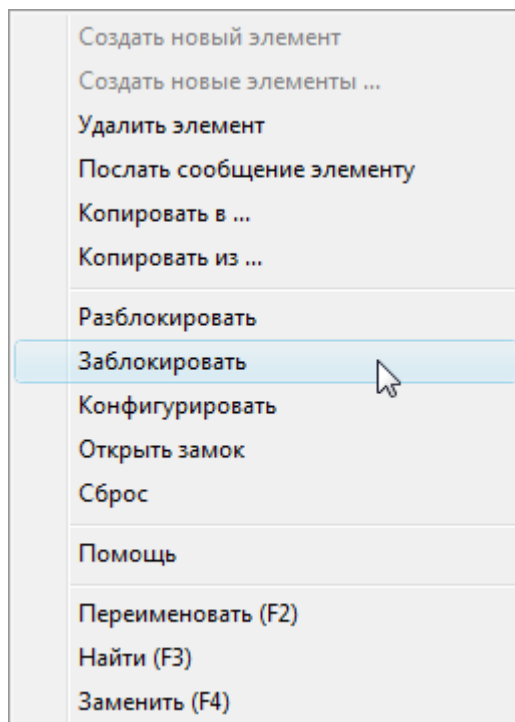 Создать новый элемент
Создать новые элементы ...
Удалить элемент
Послать сообщение элементу
Копировать в ...
Копировать из ...
Разблокировать
Заблокировать
Конфигурировать
Открыть замок
Сброс
Помощь
Переименовать (F2)
Найти (F3)
Заменить (F4)